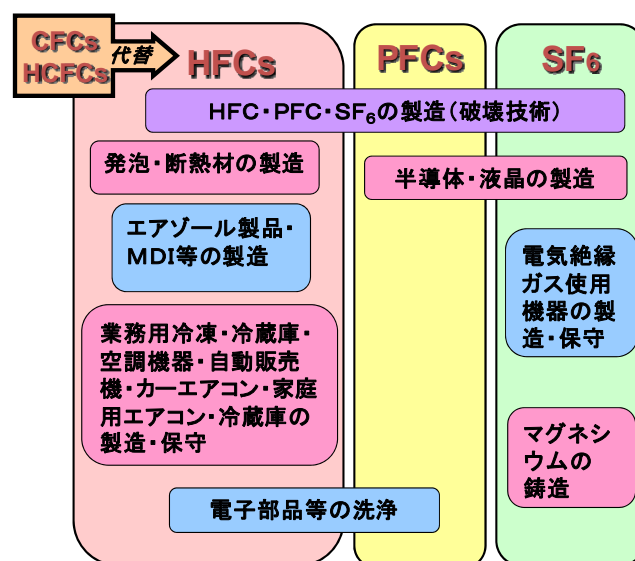 CFCs
HCFCs
代替
HFCs
PFCs
SF₆
HFC・PFC・SF₆の製造(破壊技術)
発泡・断熱材の製造
半導体・液晶の製造
エアゾール製品・
MDI等の製造
電気絶縁
ガス使用
機器の製
造・保守
業務用冷凍・冷蔵庫・
空調機器・自動販売
機・カーエアコン・家庭
用エアコン・冷蔵庫の
製造・保守
マグネシ
ウムの
鋳造
電子部品等の洗浄